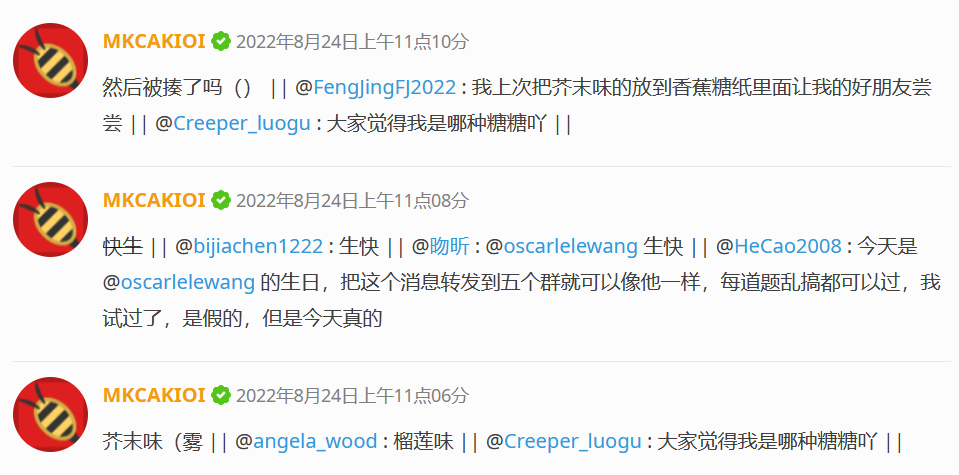 MKCAKIOI 2022年8月24日上午11点10分
然后被揍了吗（） || @FengJingFJ2022 : 我上次把芥末味的放到香蕉糖纸里面让我的好朋友尝
尝 || @Creeper_luogu : 大家觉得我是哪种糖糖吖 ||
MKCAKIOI 2022年8月24日上午11点08分
快生 || @bijiachen1222 : 生快 || @昒昕 : @oscarlelewang 生快 || @HeCao2008 : 今天是
@oscarlelewang 的生日，把这个消息转发到五个群就可以像他一样，每道题乱搞都可以过，我
试过了，是假的，但是今天真的
MKCAKIOI 2022年8月24日上午11点06分
芥末味（雾 || @angela_wood : 榴莲味 || @Creeper_luogu : 大家觉得我是哪种糖糖吖 ||